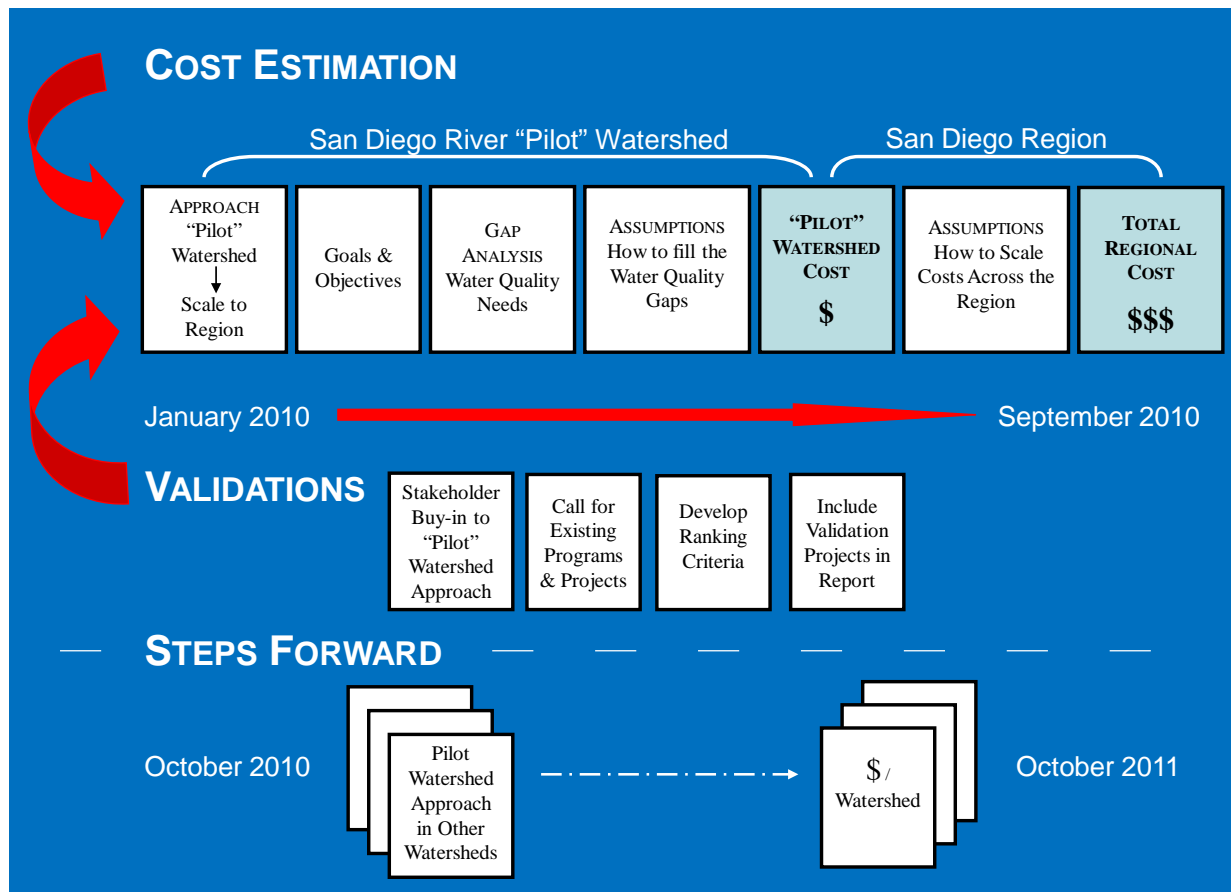 COST ESTIMATION
San Diego River “Pilot” Watershed
San Diego Region
APPROACH
“Pilot”
Watershed
Scale to
Region
Goals &
Objectives
GAP
ANALYSIS
Water Quality
Needs
ASSUMPTIONS
How to fill the
Water Quality
Gaps
“PILOT”
WATERSHED
COST
$
ASSUMPTIONS
How to Scale
Costs Across the
Region
TOTAL
REGIONAL
COST
$$$
January 2010
September 2010
VALIDATIONS
Stakeholder
Buy-in to
“Pilot”
Watershed
Approach
Call for
Existing
Programs
& Projects
Develop
Ranking
Criteria
Include
Validation
Projects in
Report
STEPS FORWARD
October 2010
Pilot
Watershed
Approach
in Other
Watersheds
$ /
Watershed
October 2011